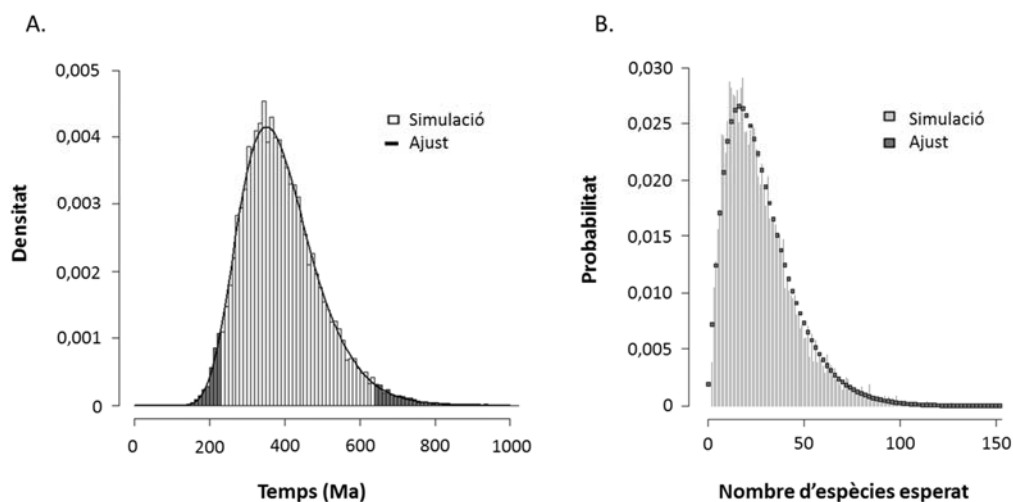 A.
0,005
0,004
0,003
0,002
0,001
0
Densitat
Simulació
Ajust
0 200 400 600 800 1000
Temps (Ma)
B.
0,030
0,025
0,020
0,015
0,010
0,005
0
Probabilitat
Simulació
Ajust
0 50 100 150
Nombre d'espècies esperat